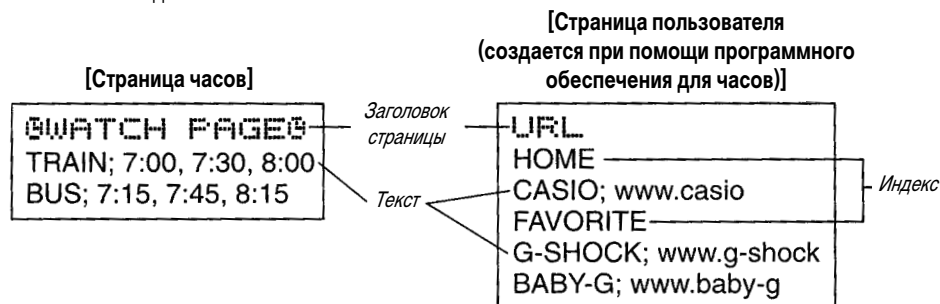 [Страница часов]
WATCH PAGE
TRAIN; 7:00, 7:30, 8:00
BUS; 7:15, 7:45, 8:15
Заголовок
страницы
Текст
[Страница пользователя
(создается при помощи программного
обеспечения для часов)]
URL
HOME
CASIO; www.casio
FAVORITE
G-SHOCK; www.g-shock
BABY-G; www.baby-g
Индекс